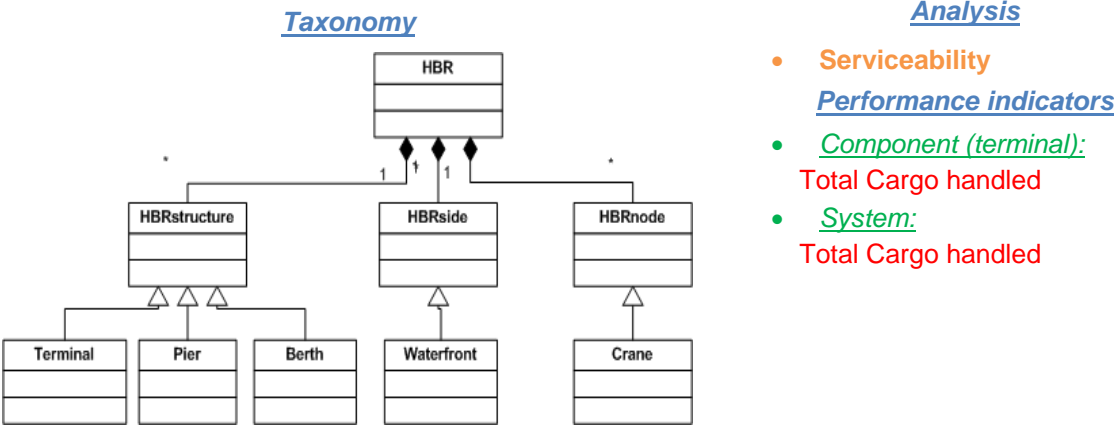 Taxonomy
HBR
*
1
*
1
1
*
HBRstructure
HBRside
HBRnode
Terminal
Pier
Berth
Waterfront
Crane
Analysis
• Serviceability
Performance indicators
• Component (terminal):
Total Cargo handled
• System:
Total Cargo handled